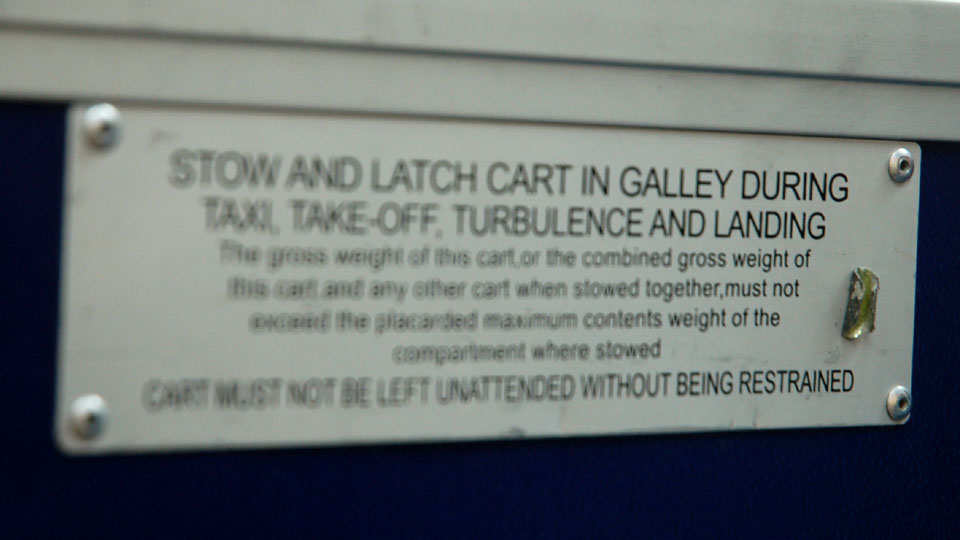 STOW AND LATCH CART IN GALLEY DURING
TAXI, TAKE-OFF, TURBULENCE AND LANDING
The gross weight of this cart,or the combined gross weight of
this cart and any other cart when stowed together,must not
exceed the placarded maximum contents weight of the
compartment where stowed
CART MUST NOT BE LEFT UNATTENDED WITHOUT BEING RESTRAINED